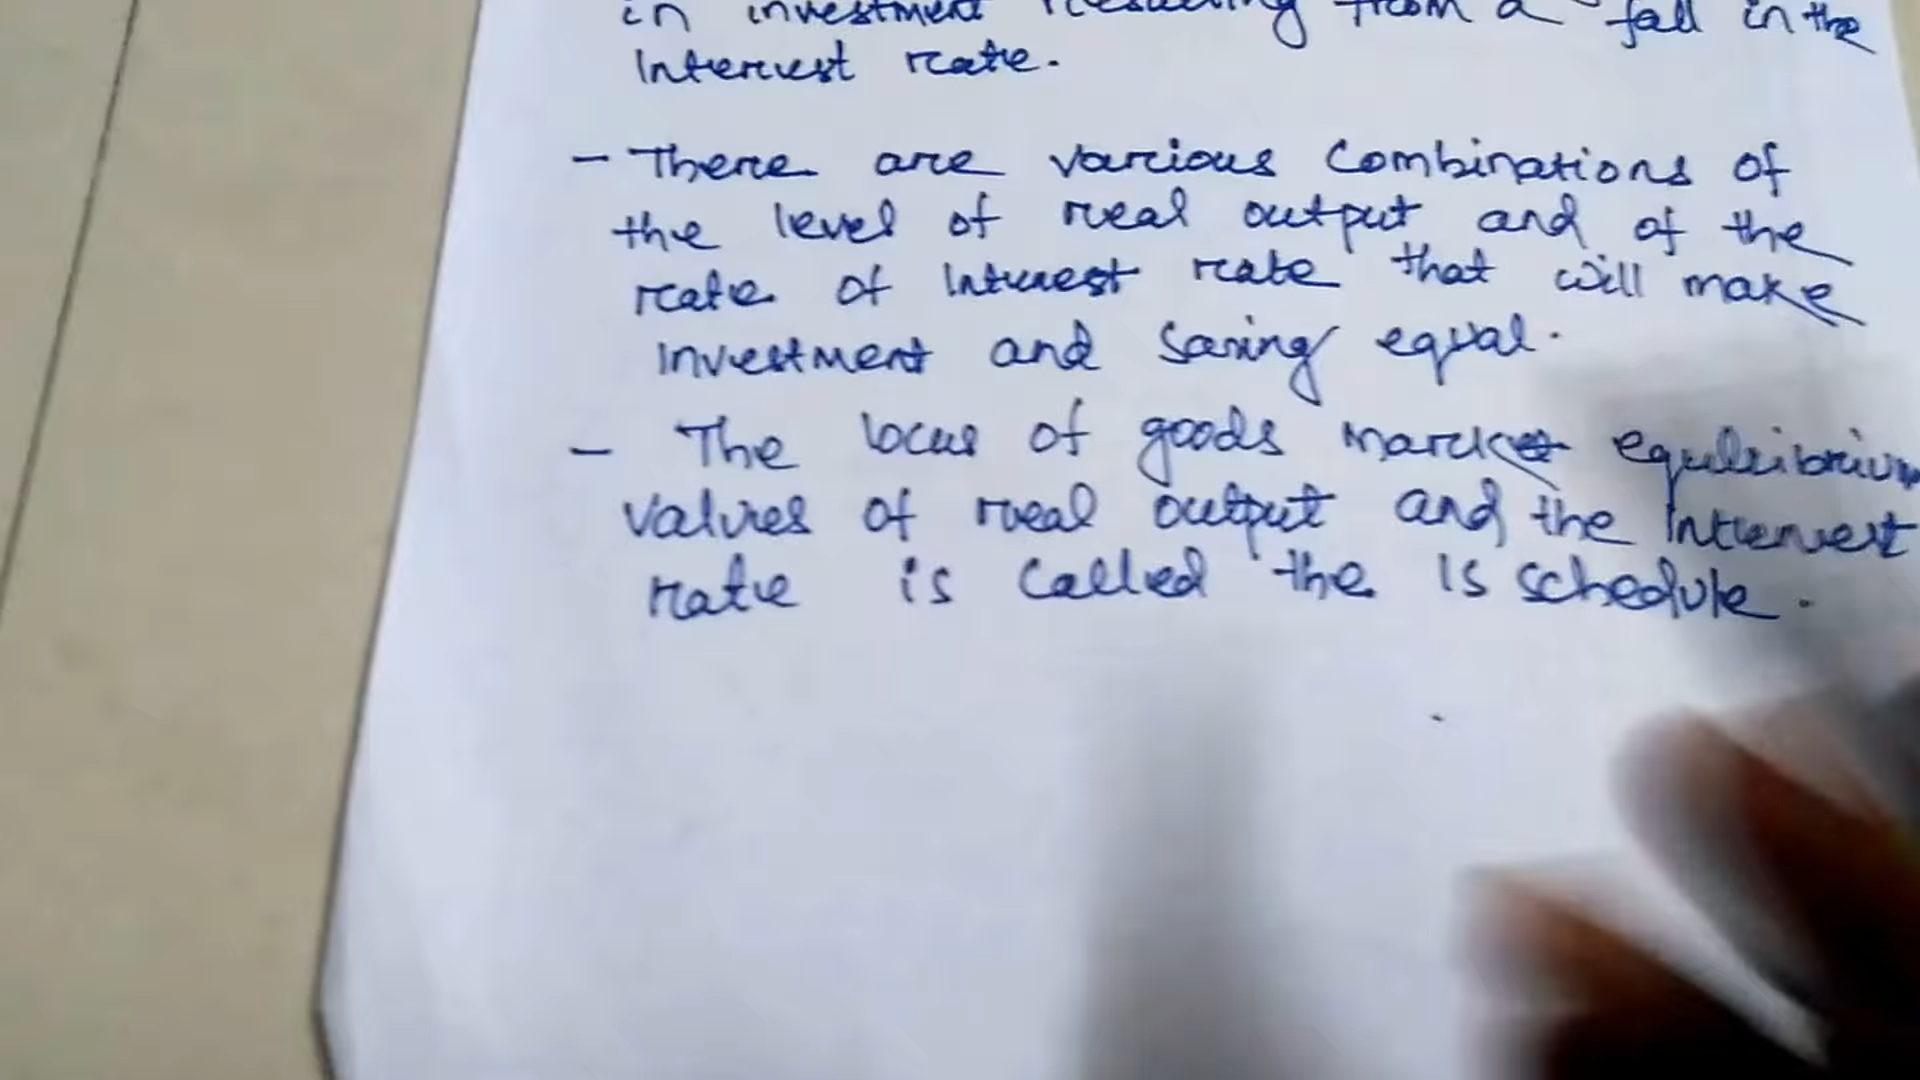 in investment resulting from a fall in the
Interest rate.
- There are various Combinations of
the level of real output and of the
rate of Interest rate that will make
investment and Saving equal.
- The locus of goods market equilibrium
values of real output and the Interest
rate is called the IS schedule.